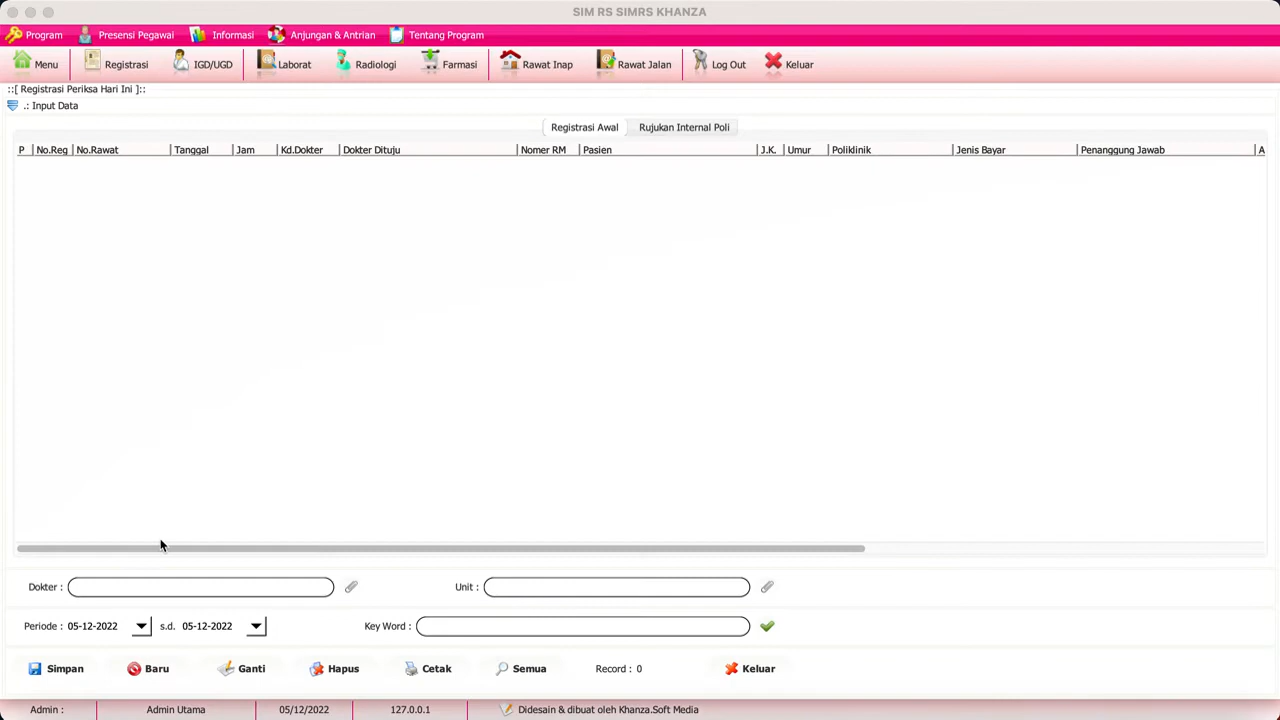 SIM RS SIMRS KHANZA
Program Presensi Pegawai Informasi Anjungan & Antrian Tentang Program
Menu Registrasi IGD/UGD Laborat Radiologi Farmasi Rawat Inap Rawat Jalan Log Out Keluar
::[ Registrasi Periksa Hari Ini ]::
.: Input Data
Registrasi Awal Rujukan Internal Poli
P No.Reg No.Rawat Tanggal Jam Kd.Dokter Dokter Dituju Nomer RM Pasien J.K. Umur Poliklinik Jenis Bayar Penanggung Jawab A
Dokter : Unit :
Periode : 05-12-2022 s.d. 05-12-2022 Key Word :
Simpan Baru Ganti Hapus Cetak Semua Record : 0 Keluar
Admin : Admin Utama 05/12/2022 127.0.0.1 Didesain & dibuat oleh Khanza.Soft Media